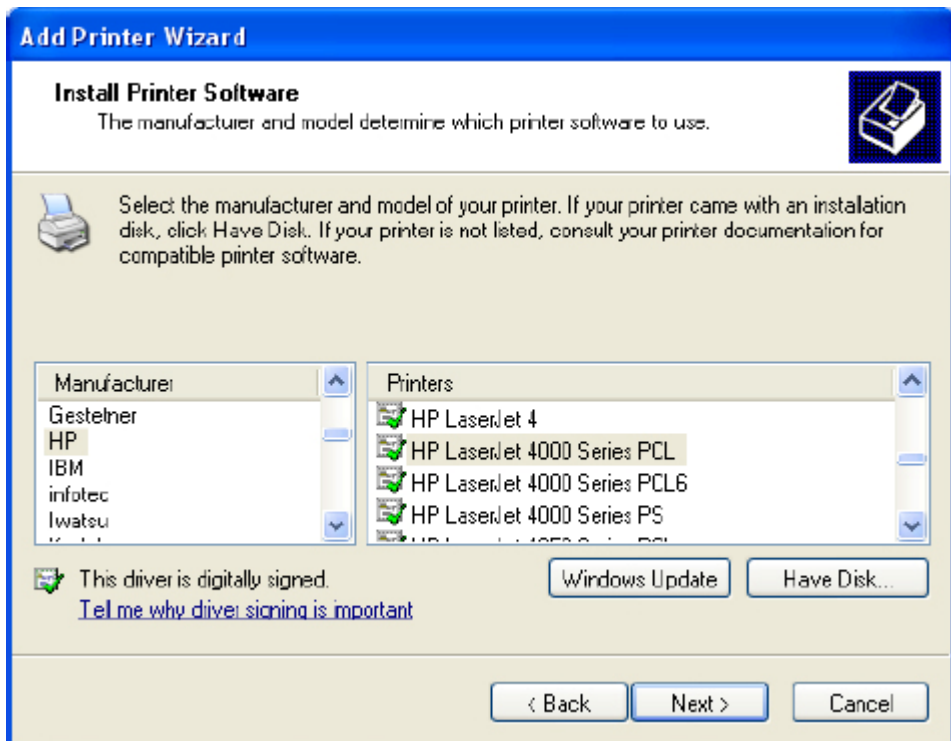 Add Printer Wizard
Install Printer Software
The manufacturer and model determine which printer software to use.
Select the manufacturer and model of your printer. If your printer came with an installation
disk, click Have Disk. If your printer is not listed, consult your printer documentation for
compatible printer software.
Manufacturer
Gestetner
HP
IBM
infotec
Iwatsu
Printers
HP LaserJet 4
HP LaserJet 4000 Series PCL
HP LaserJet 4000 Series PCL6
HP LaserJet 4000 Series PS
This driver is digitally signed.
Tell me why driver signing is important
Windows Update
Have Disk...
< Back
Next >
Cancel